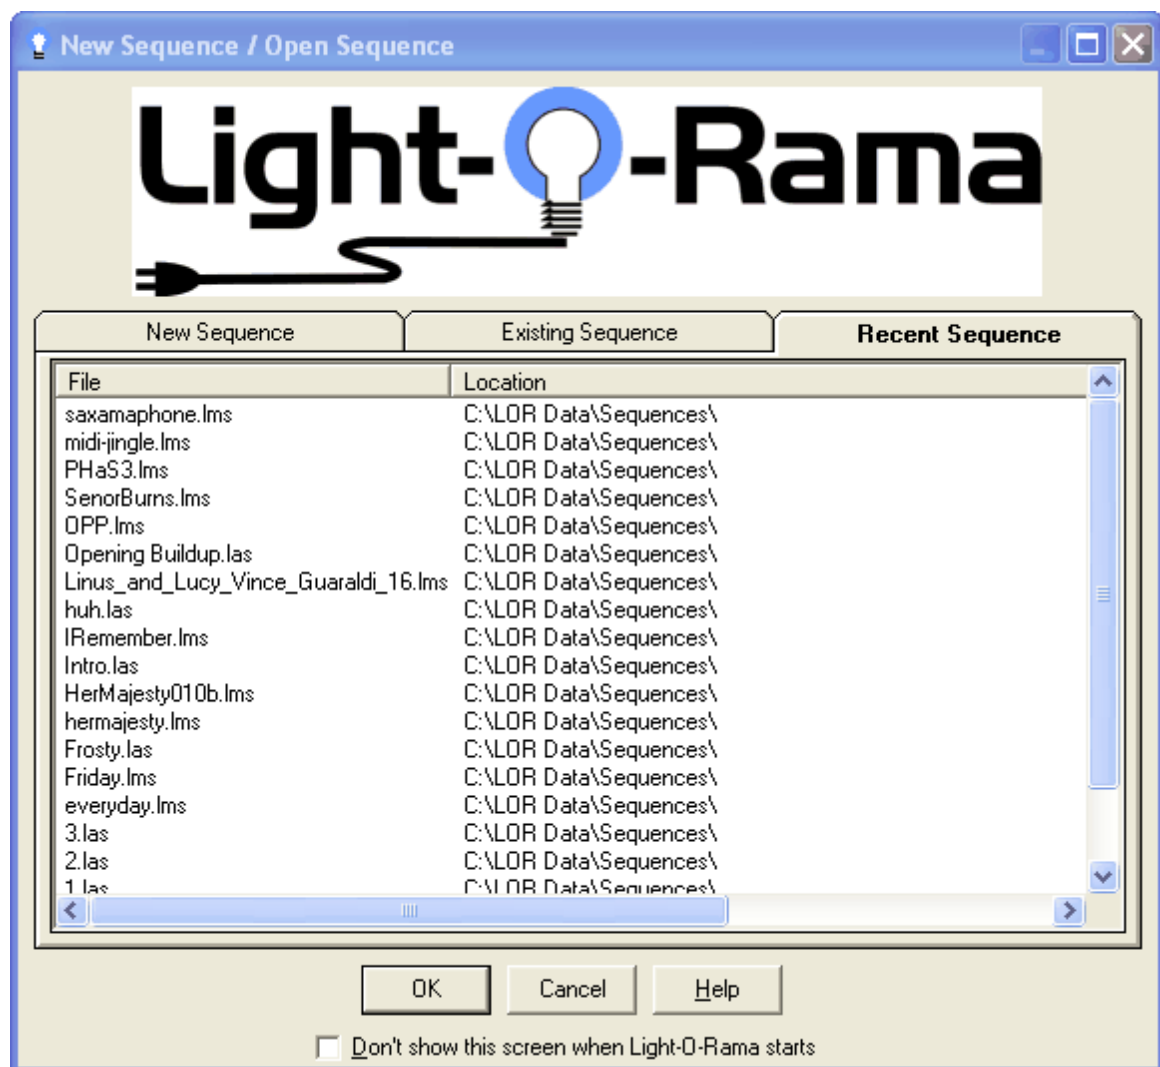 New Sequence / Open Sequence
Light-O-Rama
New Sequence Existing Sequence Recent Sequence
File Location
saxamaphone.lms C:\LOR Data\Sequences\
midi-jingle.lms C:\LOR Data\Sequences\
PHaS3.lms C:\LOR Data\Sequences\
SenorBurns.lms C:\LOR Data\Sequences\
OPP.lms C:\LOR Data\Sequences\
Opening Buildup.las C:\LOR Data\Sequences\
Linus_and_Lucy_Vince_Guaraldi_16.lms C:\LOR Data\Sequences\
huh.las C:\LOR Data\Sequences\
IRemember.lms C:\LOR Data\Sequences\
Intro.las C:\LOR Data\Sequences\
HerMajesty010b.lms C:\LOR Data\Sequences\
hermajesty.lms C:\LOR Data\Sequences\
Frosty.las C:\LOR Data\Sequences\
Friday.lms C:\LOR Data\Sequences\
everyday.lms C:\LOR Data\Sequences\
3.las C:\LOR Data\Sequences\
2.las C:\LOR Data\Sequences\
1.las C:\LOR Data\Sequences\
OK Cancel Help
Don't show this screen when Light-O-Rama starts